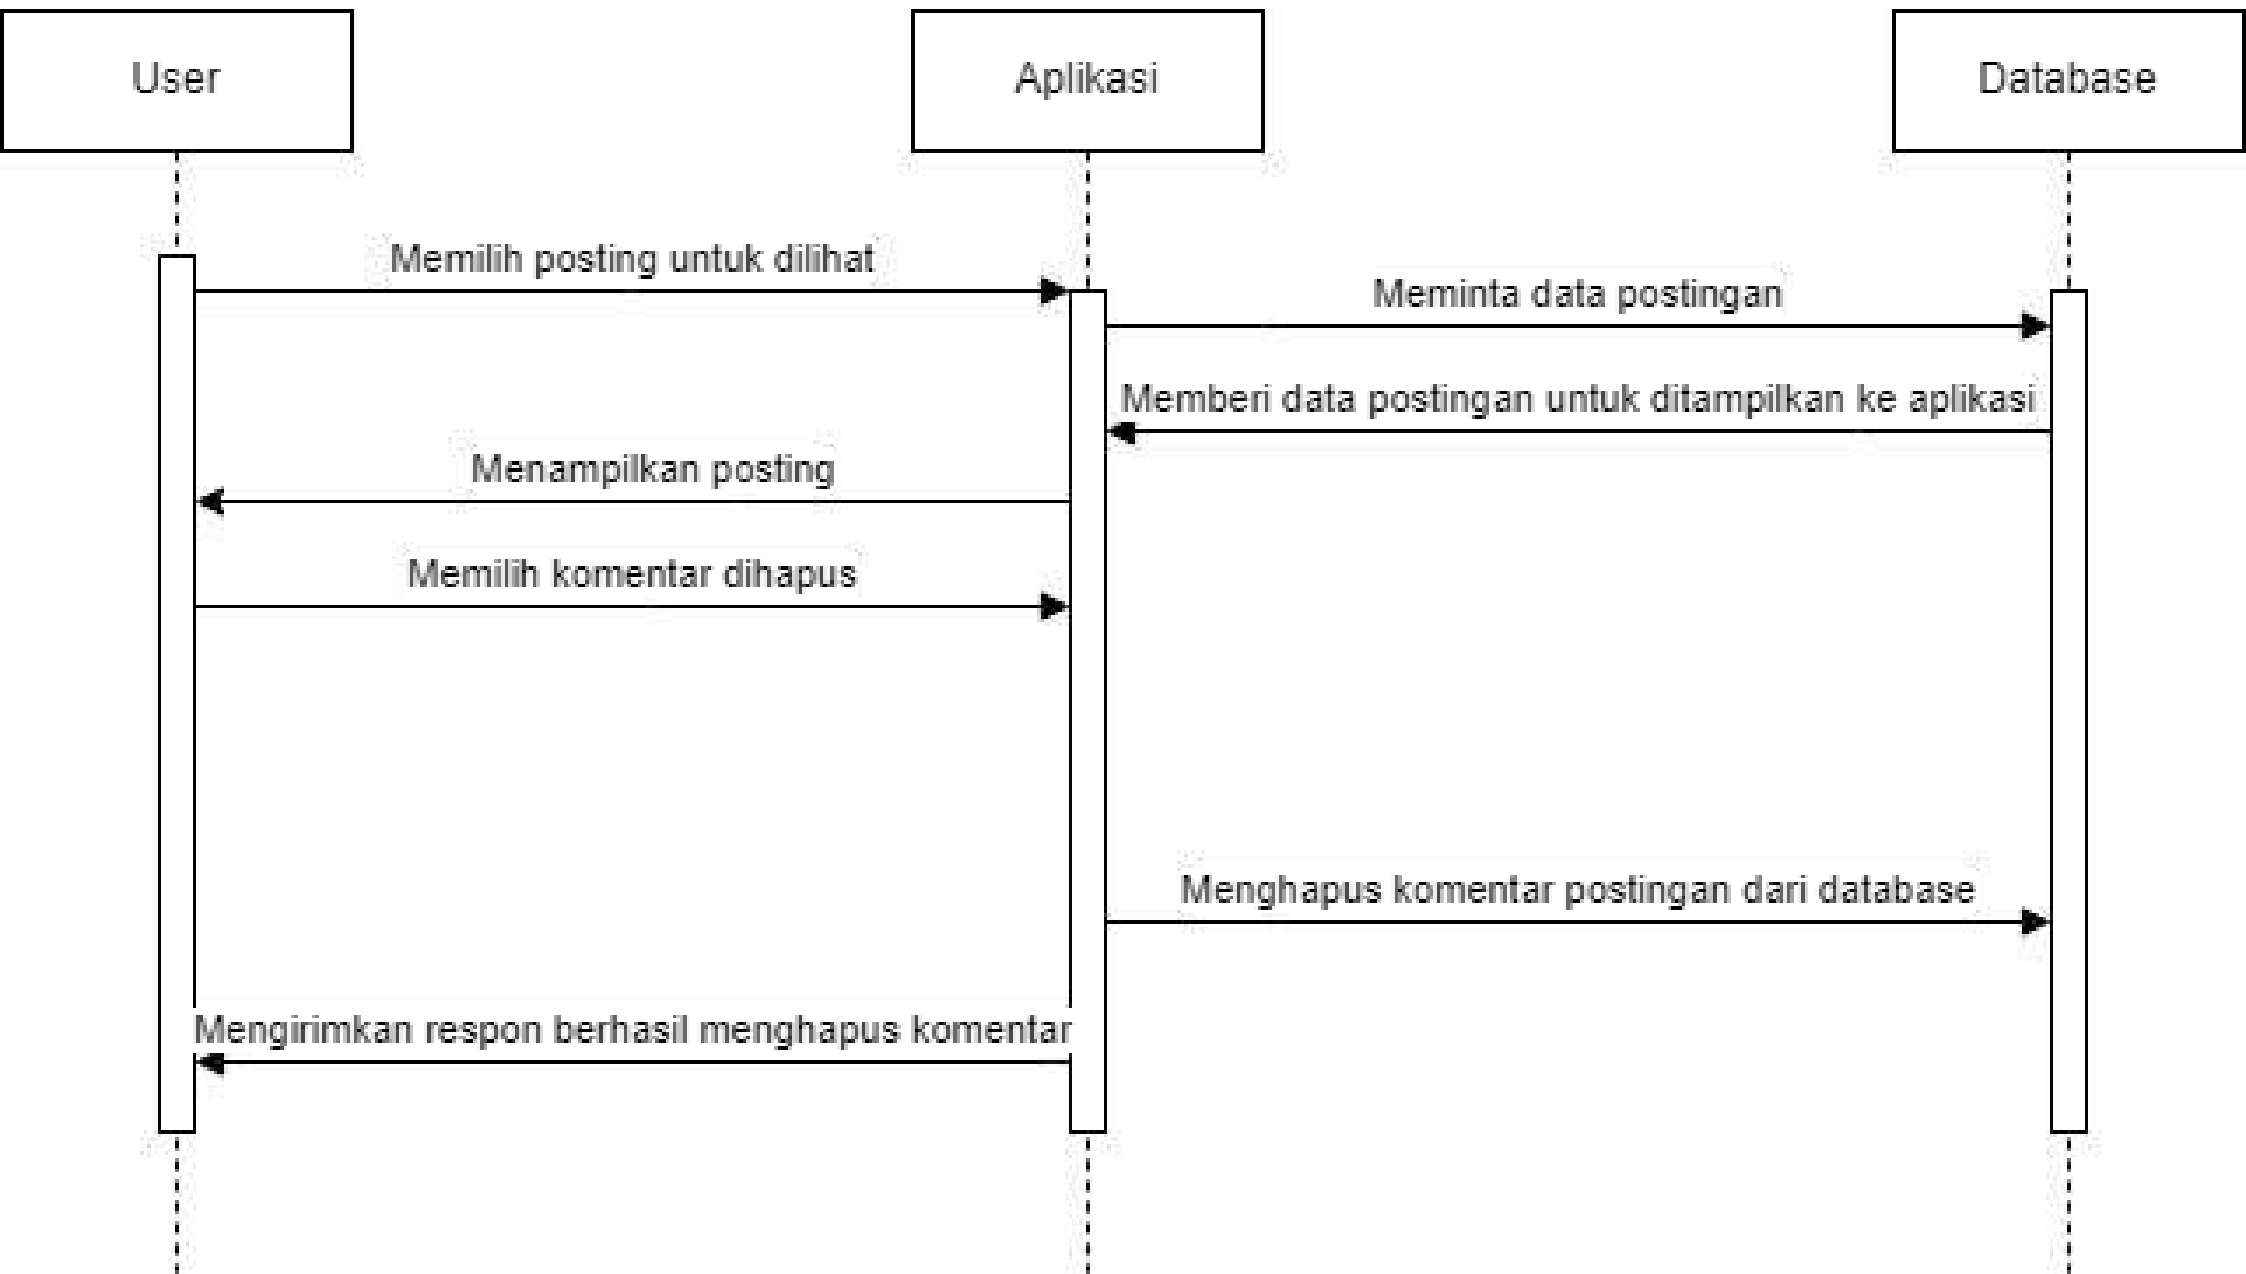 User
Aplikasi
Database
Memilih posting untuk dilihat
Meminta data postingan
Memberi data postingan untuk ditampilkan ke aplikasi
Menampilkan posting
Memilih komentar dihapus
Menghapus komentar postingan dari database
Mengirimkan respon berhasil menghapus komentar